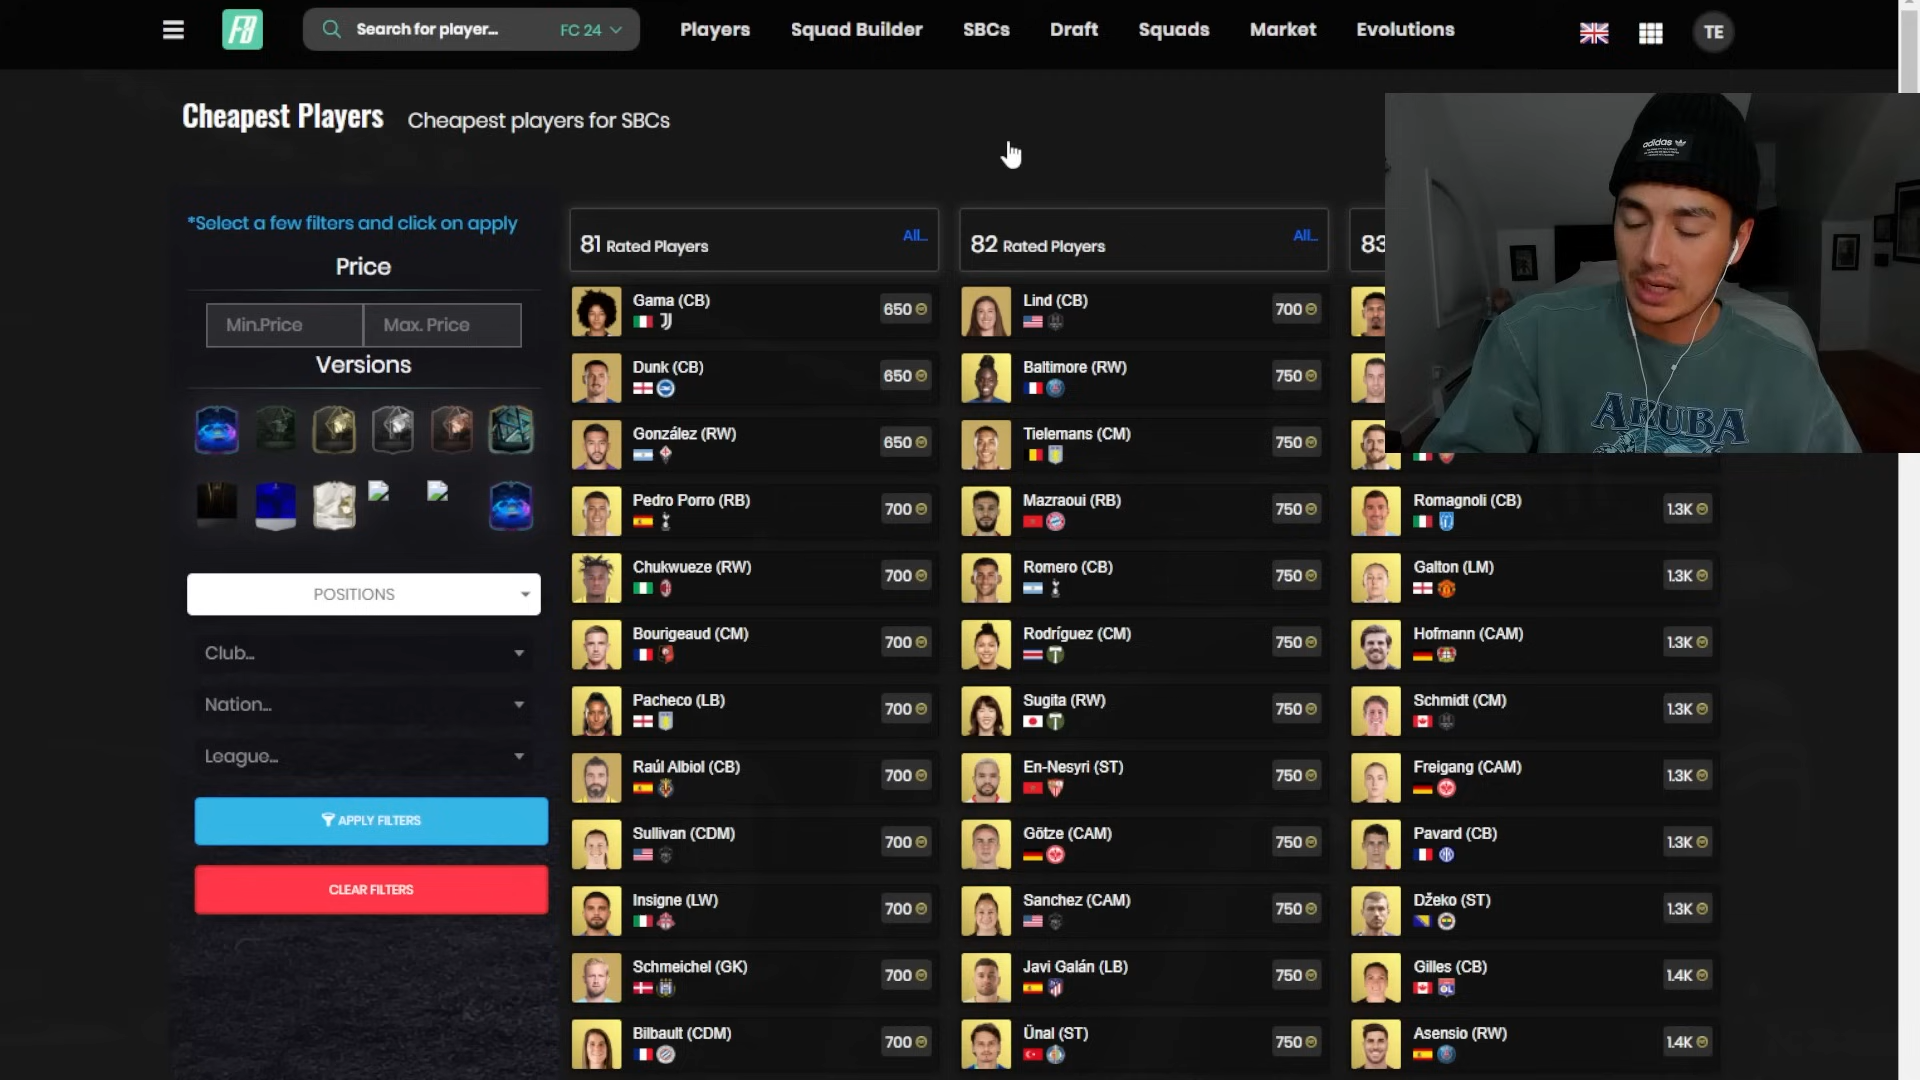 FB
Search for player...
FC 24
Players
Squad Builder
SBCs
Draft
Squads
Market
Evolutions
TE
Cheapest Players
Cheapest players for SBCs
*Select a few filters and click on apply
Price
Min.Price
Max. Price
Versions
POSITIONS
Club...
Nation...
League...
APPLY FILTERS
CLEAR FILTERS
81 Rated Players
All...
Gama (CB)
650
Dunk (CB)
650
González (RW)
650
Pedro Porro (RB)
700
Chukwueze (RW)
700
Bourigeaud (CM)
700
Pacheco (LB)
700
Raúl Albiol (CB)
700
Sullivan (CDM)
700
Insigne (LW)
700
Schmeichel (GK)
700
Bilbault (CDM)
700
82 Rated Players
All...
Lind (CB)
700
Baltimore (RW)
750
Tielemans (CM)
750
Mazraoui (RB)
750
Romero (CB)
750
Rodríguez (CM)
750
Sugita (RW)
750
En-Nesyri (ST)
750
Götze (CAM)
750
Sanchez (CAM)
750
Javi Galán (LB)
750
Ünal (ST)
750
83
Romagnoli (CB)
1.3K
Galton (LM)
1.3K
Hofmann (CAM)
1.3K
Schmidt (CM)
1.3K
Freigang (CAM)
1.3K
Pavard (CB)
1.3K
Džeko (ST)
1.3K
Gilles (CB)
1.4K
Asensio (RW)
1.4K
adidas
ARUBA